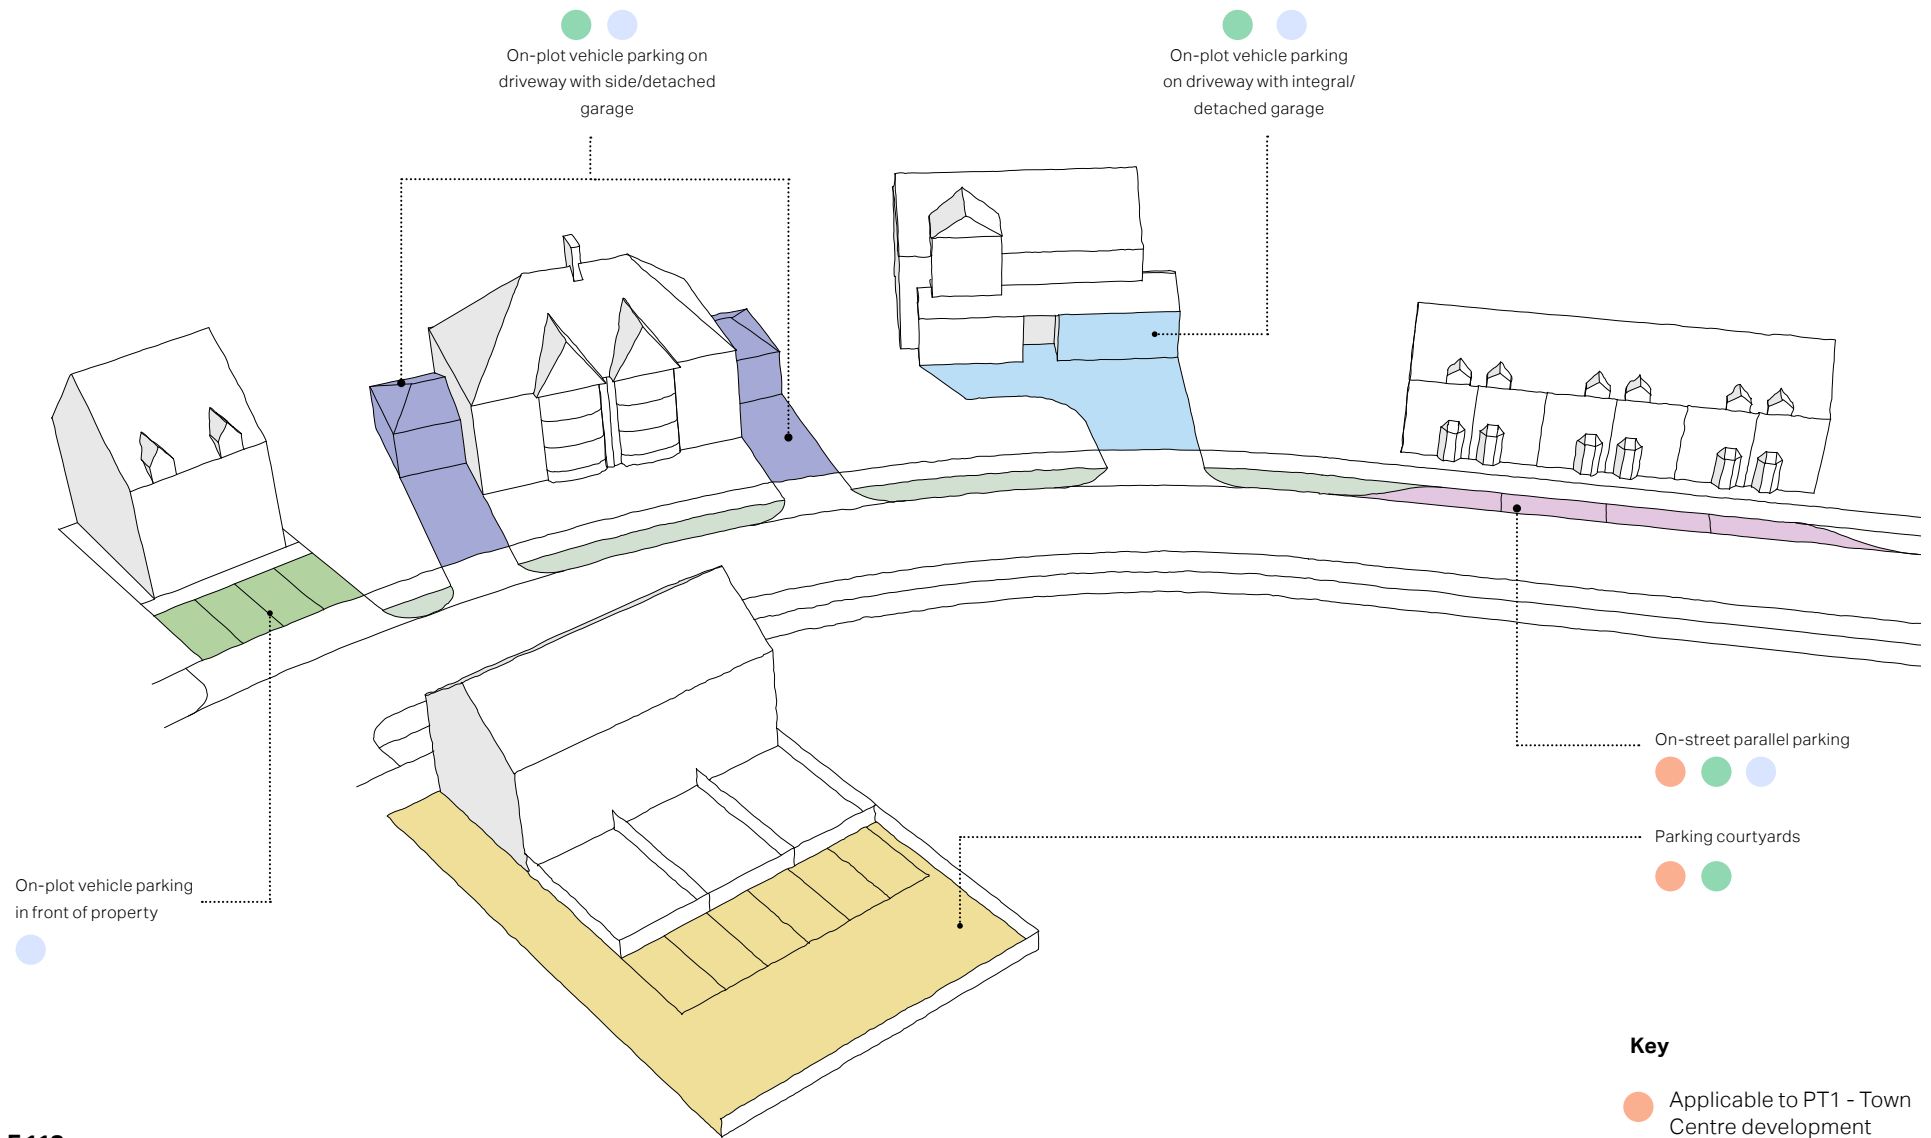 On-plot vehicle parking on
driveway with side/detached
garage
On-plot vehicle parking
on driveway with integral/
detached garage
On-street parallel parking
Parking courtyards
On-plot vehicle parking
in front of property
Key
Applicable to PT1 - Town
Centre development